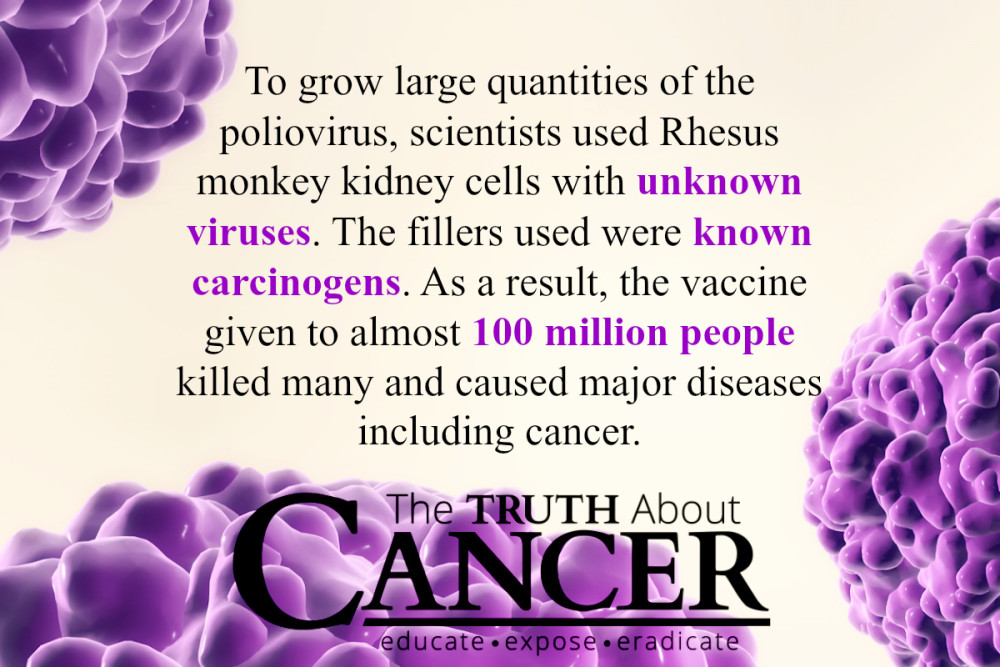 To grow large quantities of the
poliovirus, scientists used Rhesus
monkey kidney cells with unknown
viruses. The fillers used were known
carcinogens. As a result, the vaccine
given to almost 100 million people
killed many and caused major diseases
including cancer.
The TRUTH About
CANCER
educate • expose • eradicate